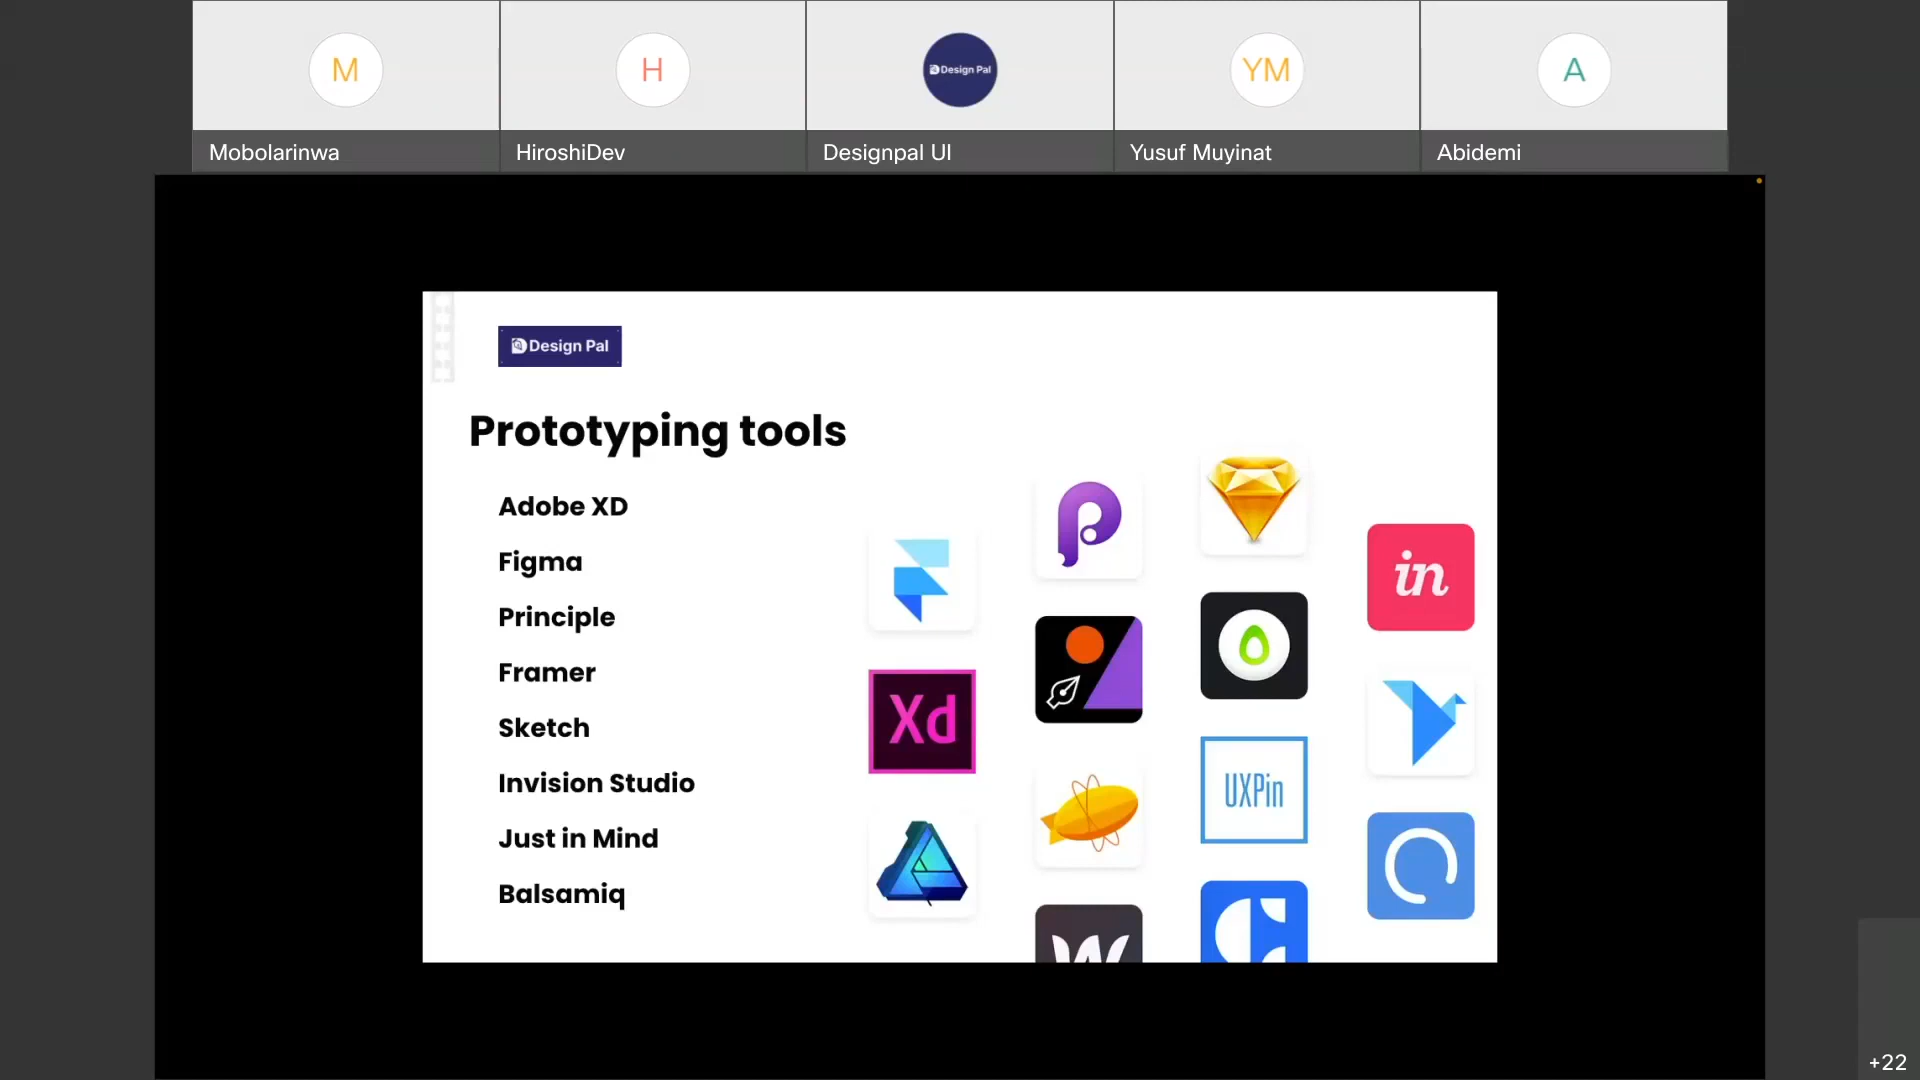 M
H
Design Pal
YM
A
Mobolarinwa
HiroshiDev
Designpal UI
Yusuf Muyinat
Abidemi
Design Pal
Prototyping tools
Adobe XD
Figma
Principle
Framer
Sketch
Invision Studio
Just in Mind
Balsamiq
in
Xd
UXPin
+22